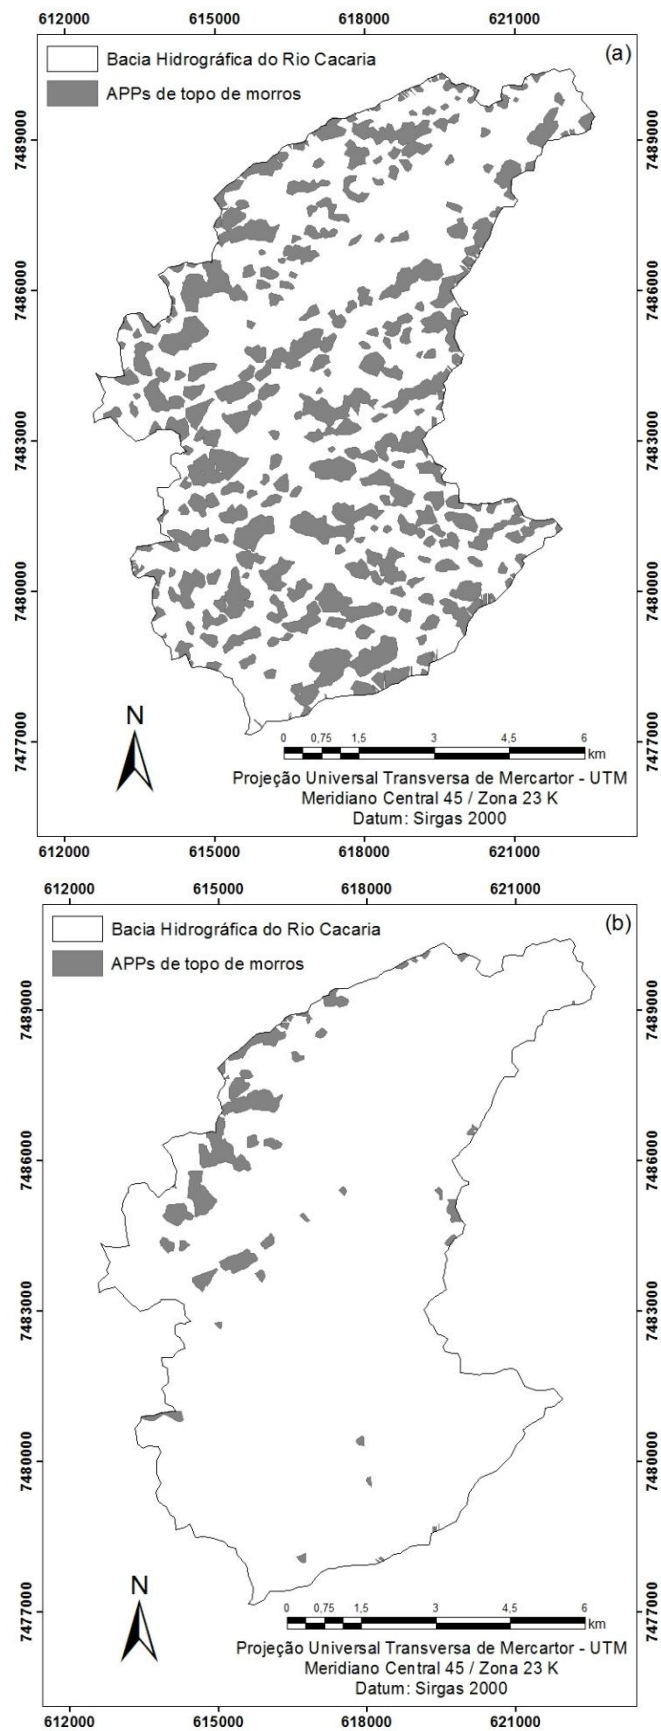 612000 615000 618000 621000
(a)
Bacia Hidrográfica do Rio Cacaria
APPs de topo de morros
7489000 7489000
7486000 7486000
7483000 7483000
7480000 7480000
7477000 7477000
N
0 0,75 1,5 3 4,5 6
km
Projeção Universal Transversa de Mercartor - UTM
Meridiano Central 45 / Zona 23 K
Datum: Sirgas 2000
612000 615000 618000 621000
612000 615000 618000 621000
(b)
Bacia Hidrográfica do Rio Cacaria
APPs de topo de morros
7489000 7489000
7486000 7486000
7483000 7483000
7480000 7480000
7477000 7477000
N
0 0,75 1,5 3 4,5 6
km
Projeção Universal Transversa de Mercartor - UTM
Meridiano Central 45 / Zona 23 K
Datum: Sirgas 2000
612000 615000 618000 621000